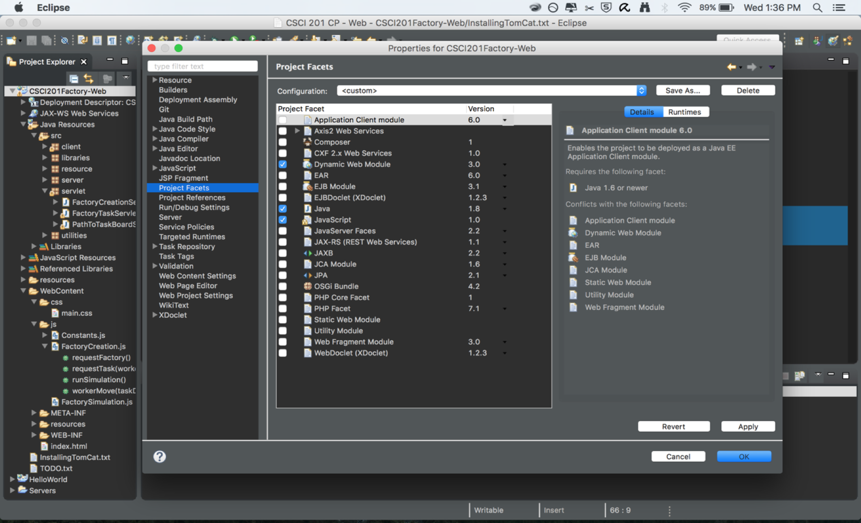 Eclipse
89%
Wed 1:36 PM
CSCI 201 CP - Web - CSCI201Factory-Web/InstallingTomCat.txt - Eclipse
Quick Access
Project Explorer
CSCI201Factory-Web
Deployment Descriptor: CS
JAX-WS Web Services
Java Resources
src
client
libraries
resource
server
servlet
FactoryCreationSe
FactoryTaskServle
PathToTaskBoardS
utilities
Libraries
JavaScript Resources
Referenced Libraries
resources
WebContent
css
main.css
js
Constants.js
FactoryCreation.js
requestFactory()
requestTask(worke
runSimulation()
workerMove(taskD
FactorySimulation.js
META-INF
resources
WEB-INF
index.html
InstallingTomCat.txt
TODO.txt
HelloWorld
Servers
Properties for CSCI201Factory-Web
type filter text
Resource
Builders
Deployment Assembly
Git
Java Build Path
Java Code Style
Java Compiler
Java Editor
Javadoc Location
JavaScript
JSP Fragment
Project Facets
Project References
Run/Debug Settings
Server
Service Policies
Targeted Runtimes
Task Repository
Task Tags
Validation
Web Content Settings
Web Page Editor
Web Project Settings
WikiText
XDoclet
Project Facets
Configuration: <custom> Save As... Delete
Project Facet Version
Application Client module 6.0
Axis2 Web Services
Composer 1
CXF 2.x Web Services 1.0
Dynamic Web Module 3.0
EAR 6.0
EJB Module 3.1
EJBDoclet (XDoclet) 1.2.3
Java 1.8
JavaScript 1.0
JavaServer Faces 2.2
JAX-RS (REST Web Services) 1.1
JAXB 2.2
JCA Module 1.6
JPA 2.1
OSGi Bundle 4.2
PHP Core Facet 1
PHP Facet 7.1
Static Web Module
Utility Module
Web Fragment Module 3.0
WebDoclet (XDoclet) 1.2.3
Details Runtimes
Application Client module 6.0
Enables the project to be deployed as a Java EE
Application Client module.
Requires the following facet:
Java 1.6 or newer
Conflicts with the following facets:
Application Client module
Dynamic Web Module
EAR
EJB Module
JCA Module
Static Web Module
Utility Module
Web Fragment Module
Revert Apply
Cancel OK
Writable Insert 66 : 9